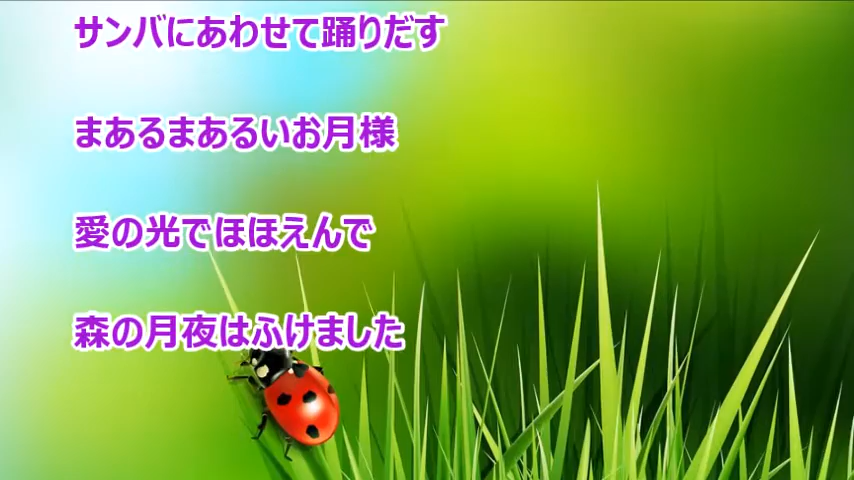 サンバにあわせて踊りだす
まあるまあるいお月様
愛の光でほほえんで
森の月夜はふけました